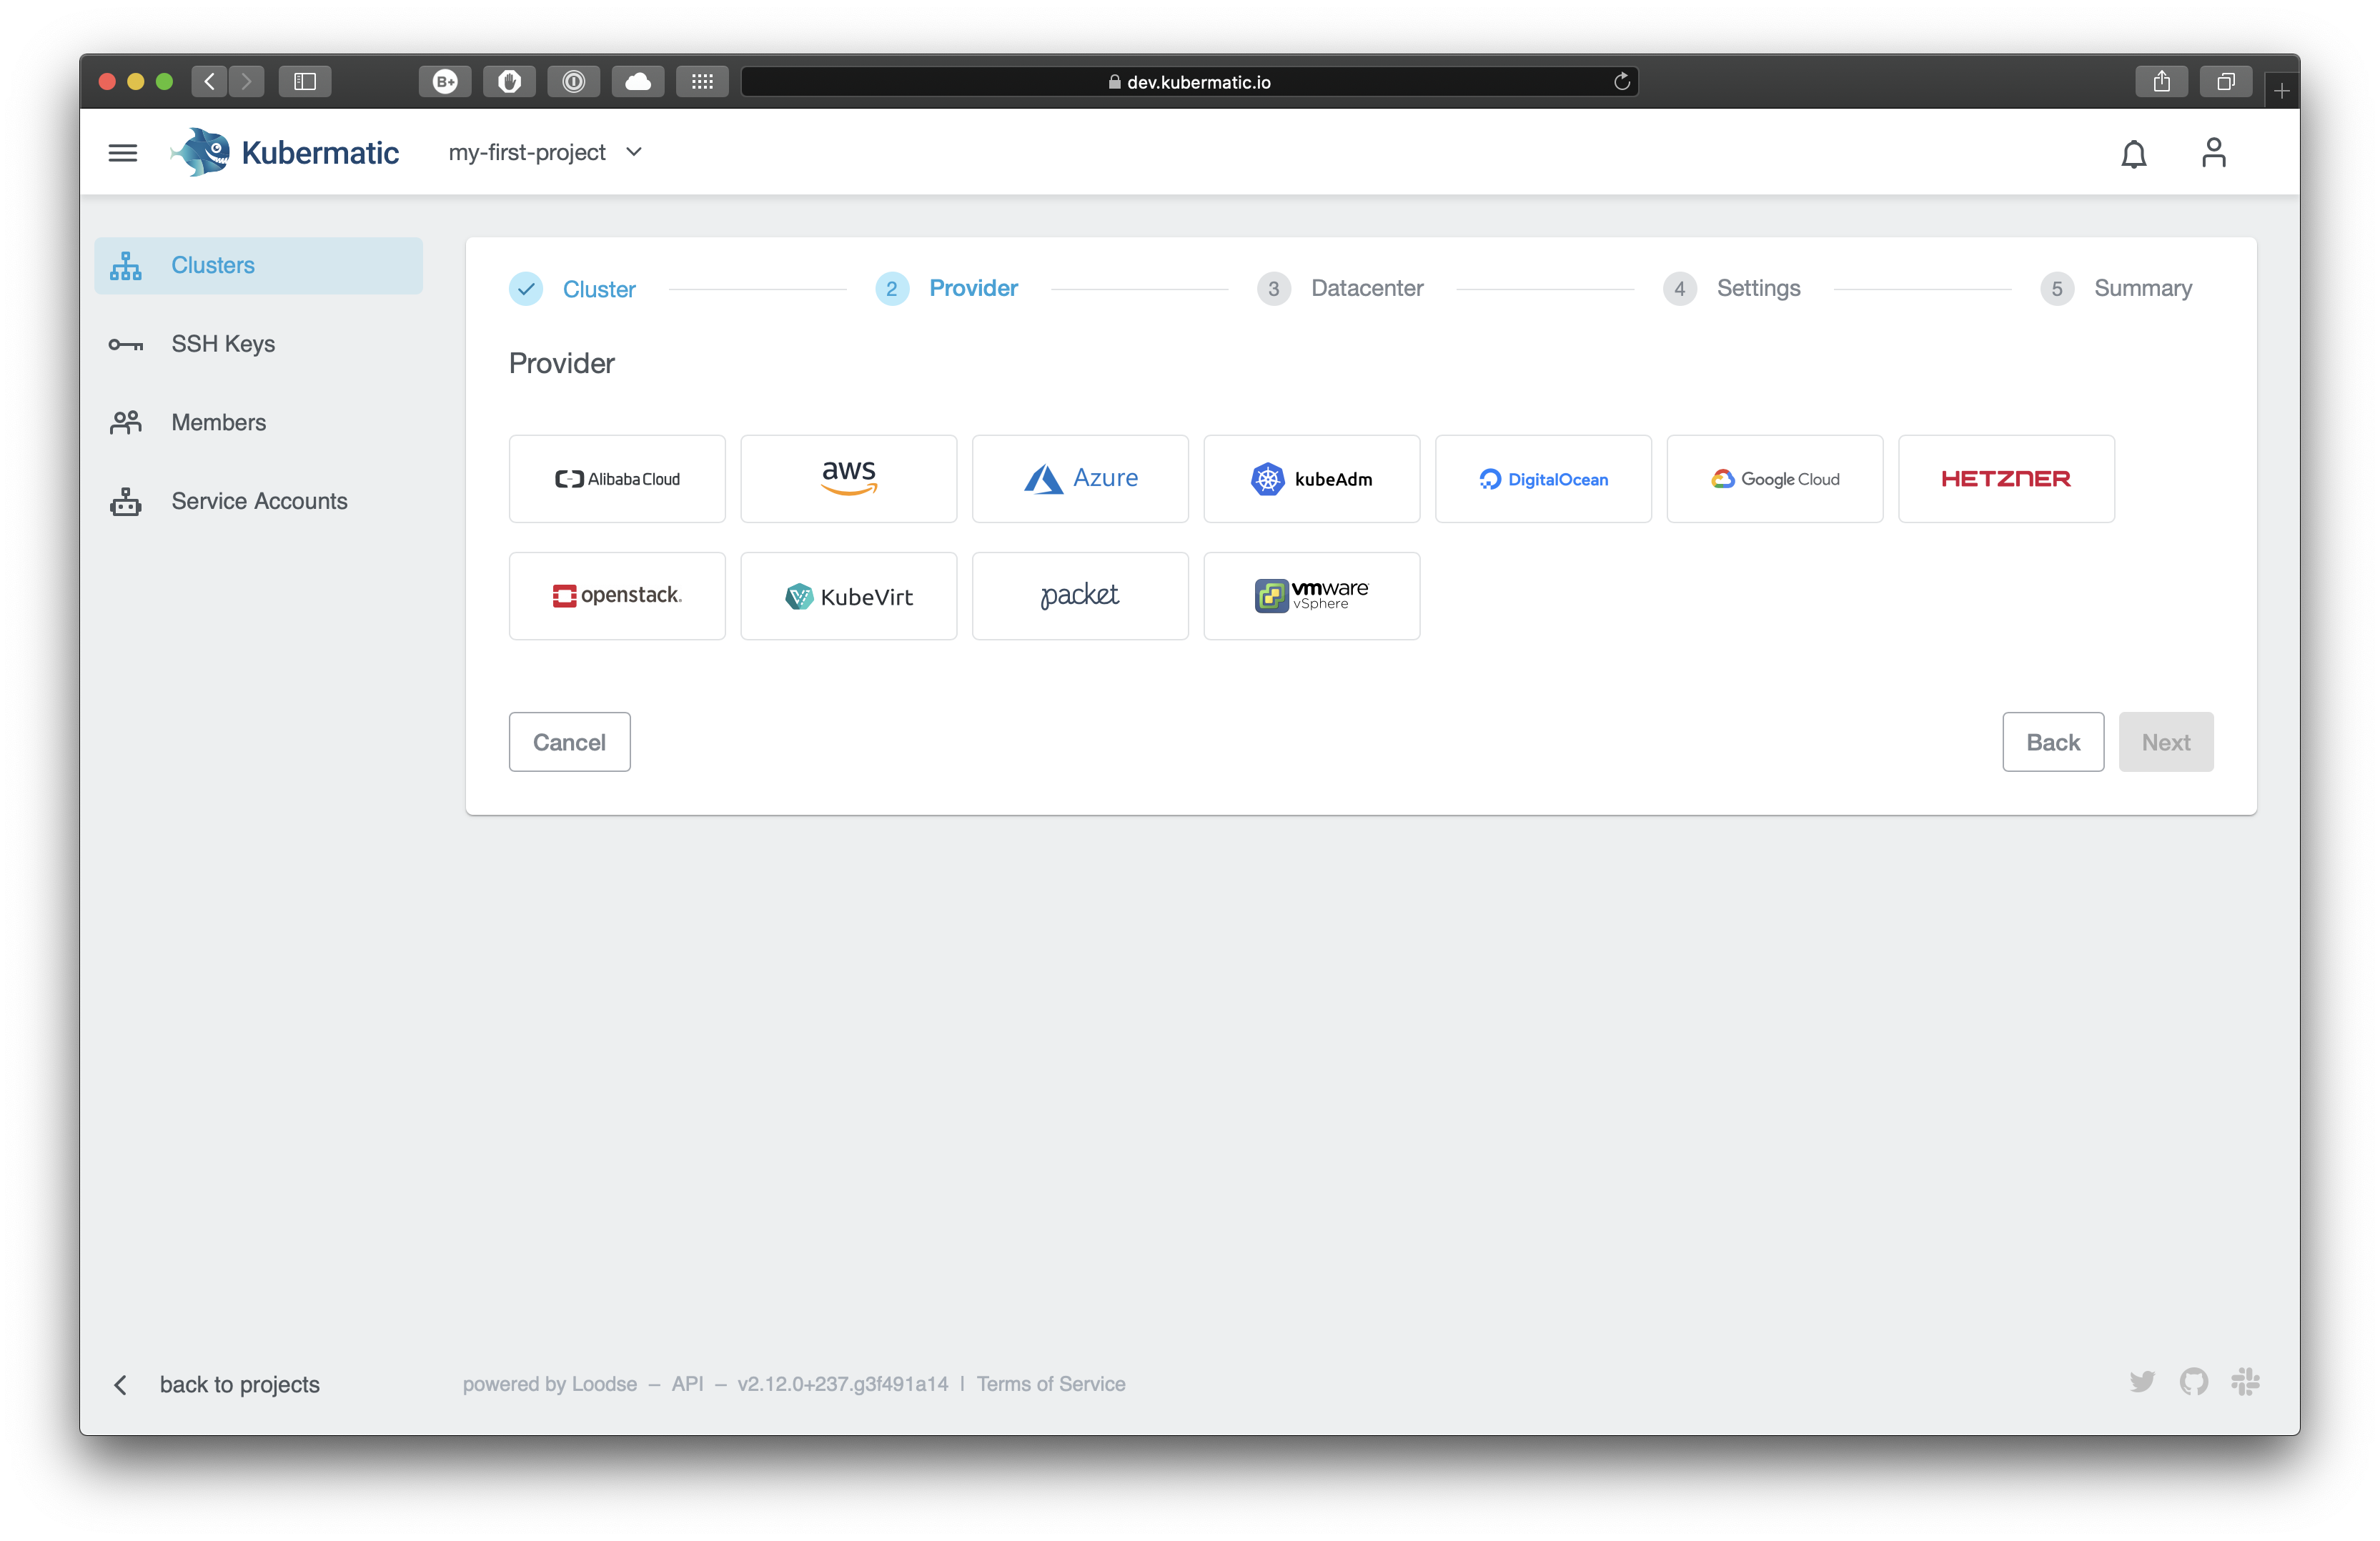 B+ dev.kubermatic.io
Kubermatic my-first-project
Clusters
SSH Keys
Members
Service Accounts
Cluster 2 Provider 3 Datacenter 4 Settings 5 Summary
Provider
Alibaba Cloud aws Azure kubeAdm DigitalOcean Google Cloud HETZNER
openstack. KubeVirt packet vmware vSphere
Cancel Back Next
back to projects powered by Loodse – API – v2.12.0+237.g3f491a14 | Terms of Service